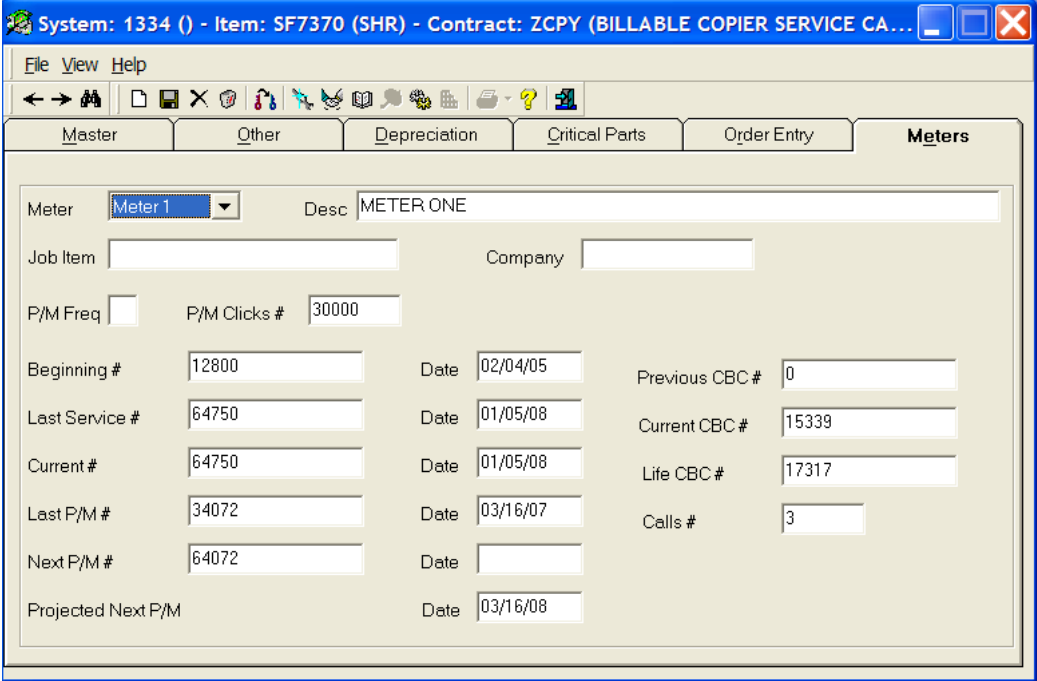 System: 1334 () - Item: SF7370 (SHR) - Contract: ZCPY (BILLABLE COPIER SERVICE CA...
File View Help
Master Other Depreciation Critical Parts Order Entry Meters
Meter Meter 1 Desc METER ONE
Job Item Company
P/M Freq P/M Clicks # 30000
Beginning # 12800 Date 02/04/05 Previous CBC # 0
Last Service # 64750 Date 01/05/08 Current CBC # 15339
Current # 64750 Date 01/05/08 Life CBC # 17317
Last P/M # 34072 Date 03/16/07 Calls # 3
Next P/M # 64072 Date
Projected Next P/M Date 03/16/08